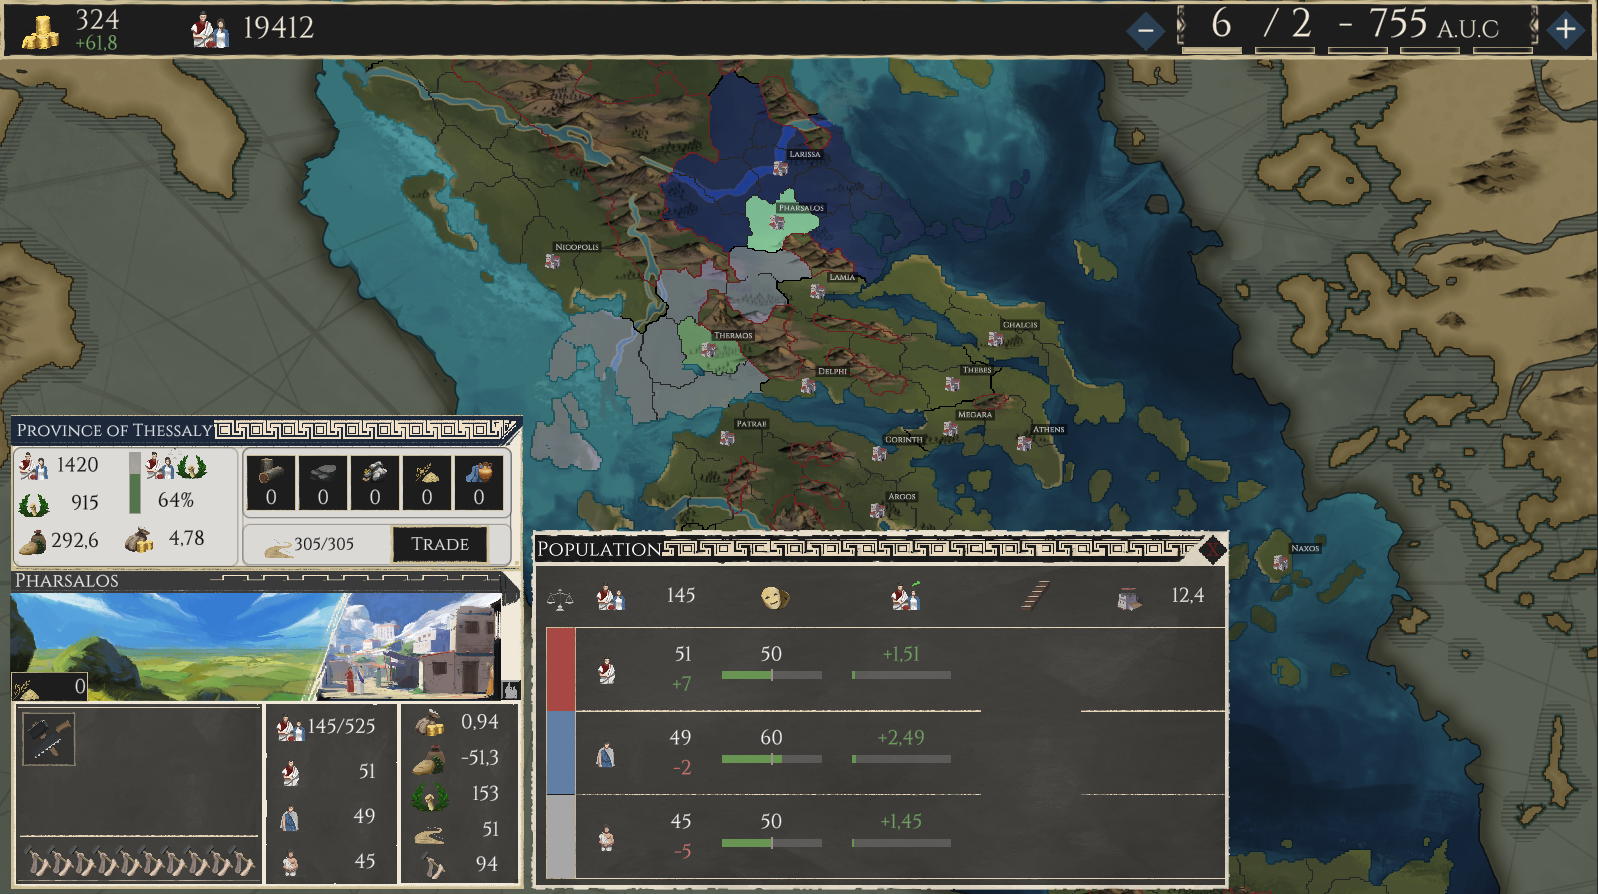 324
+61,8
19412
−
6 / 2 - 755 A.U.C
+
Larissa
Pharsalos
Nicopolis
Lamia
Chalcis
Thermos
Delphi
Thebes
Megara
Patrae
Corinth
Athens
Argos
Naxos
Province of Thessaly
1420
64%
915
292,6
4,78
0
0
0
0
0
305/305
Trade
Pharsalos
0
145/525
51
49
45
0,94
-51,3
153
51
94
Population
X
145
12,4
51
50
+1,51
+7
49
60
+2,49
-2
45
50
+1,45
-5